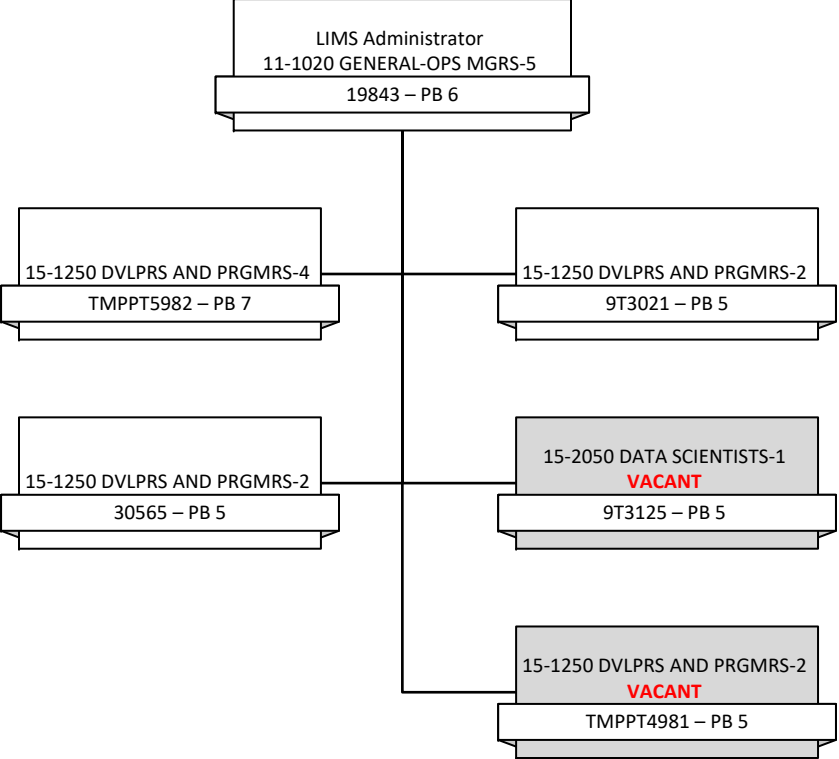 LIMS Administrator
11-1020 GENERAL-OPS MGRS-5
19843 – PB 6
15-1250 DVLPRS AND PRGMRS-4
TMPPT5982 – PB 7
15-1250 DVLPRS AND PRGMRS-2
9T3021 – PB 5
15-1250 DVLPRS AND PRGMRS-2
30565 – PB 5
15-2050 DATA SCIENTISTS-1
VACANT
9T3125 – PB 5
15-1250 DVLPRS AND PRGMRS-2
VACANT
TMPPT4981 – PB 5